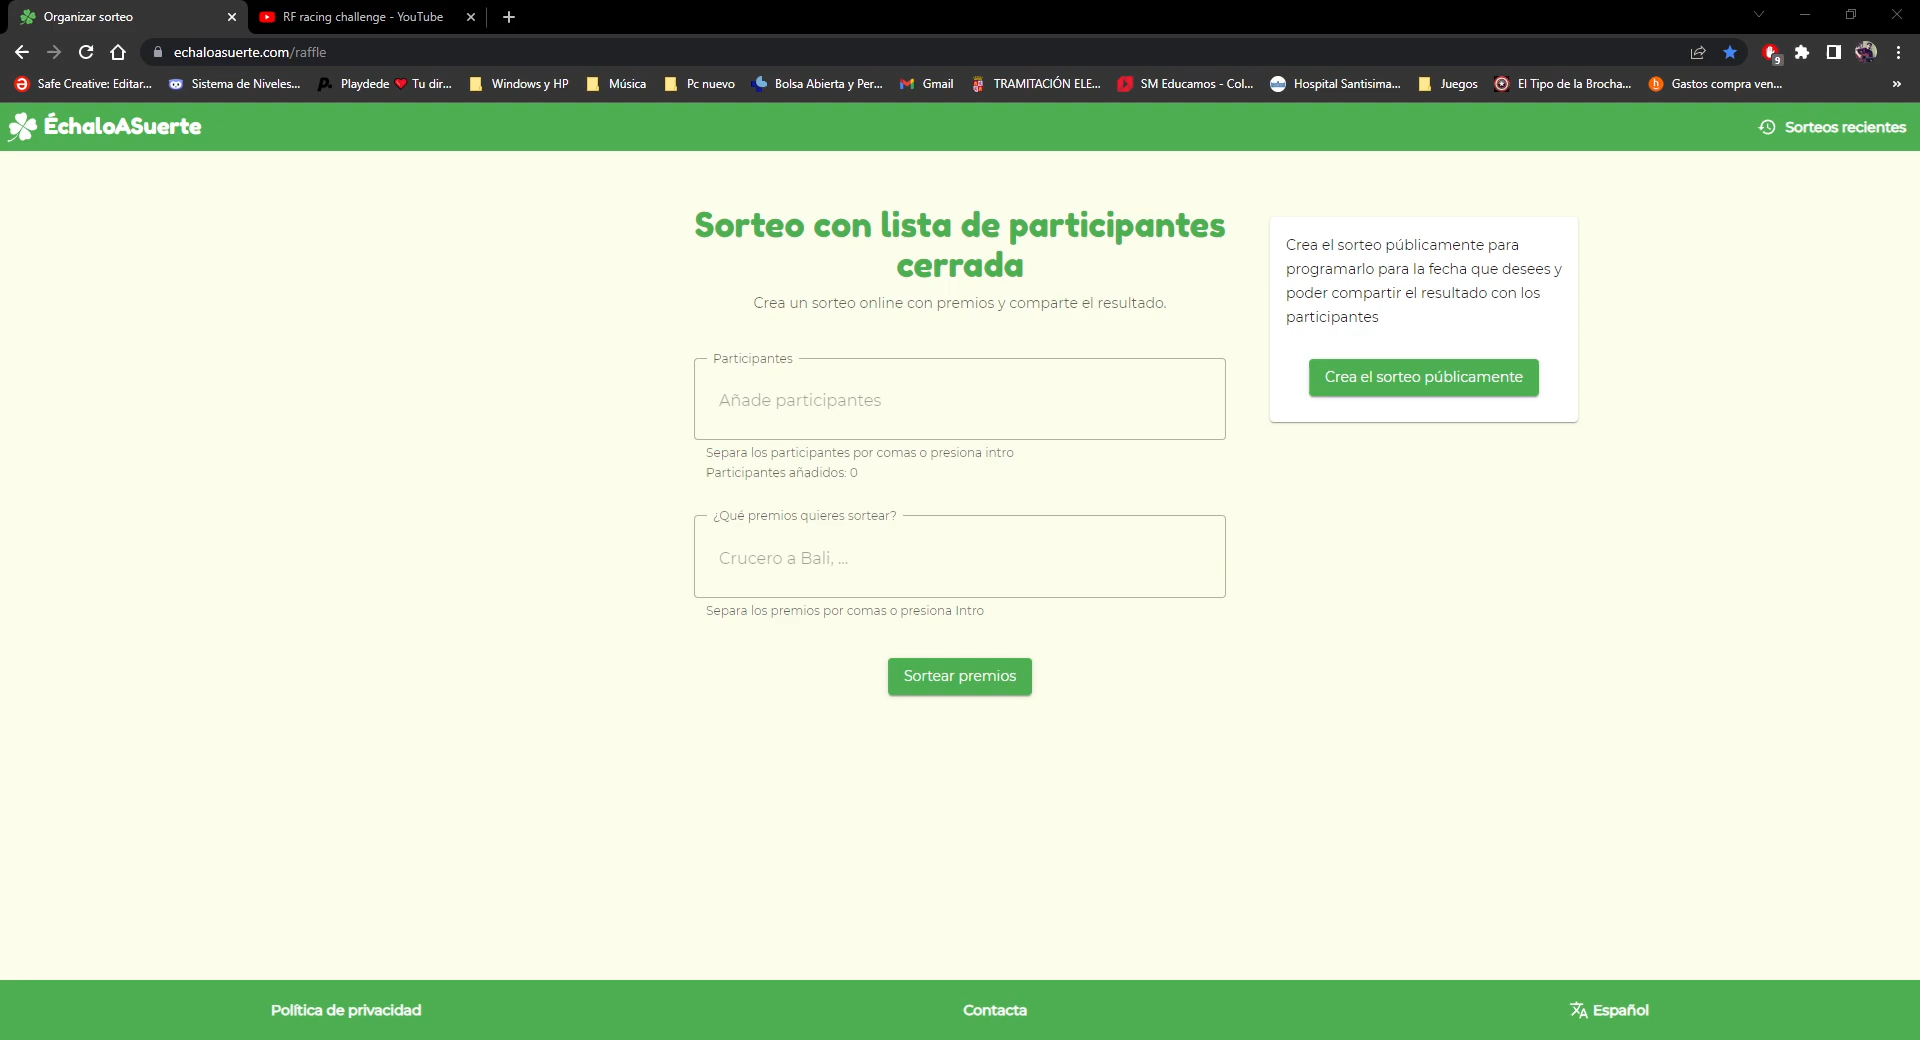 Organizar sorteo
RF racing challenge - YouTube
echaloasuerte.com/raffle
9
Safe Creative: Editar...
Sistema de Niveles...
Playdede ❤ Tu dir...
Windows y HP
Música
Pc nuevo
Bolsa Abierta y Per...
Gmail
TRAMITACIÓN ELE...
SM Educamos - Col...
Hospital Santisima...
Juegos
El Tipo de la Brocha...
Gastos compra ven...
»
ÉchaloASuerte
Sorteos recientes
Sorteo con lista de participantes
cerrada
Crea un sorteo online con premios y comparte el resultado.
Participantes
Añade participantes
Separa los participantes por comas o presiona intro
Participantes añadidos: 0
¿Qué premios quieres sortear?
Crucero a Bali, ...
Separa los premios por comas o presiona Intro
Sortear premios
Crea el sorteo públicamente para
programarlo para la fecha que desees y
poder compartir el resultado con los
participantes
Crea el sorteo públicamente
Política de privacidad
Contacta
Español